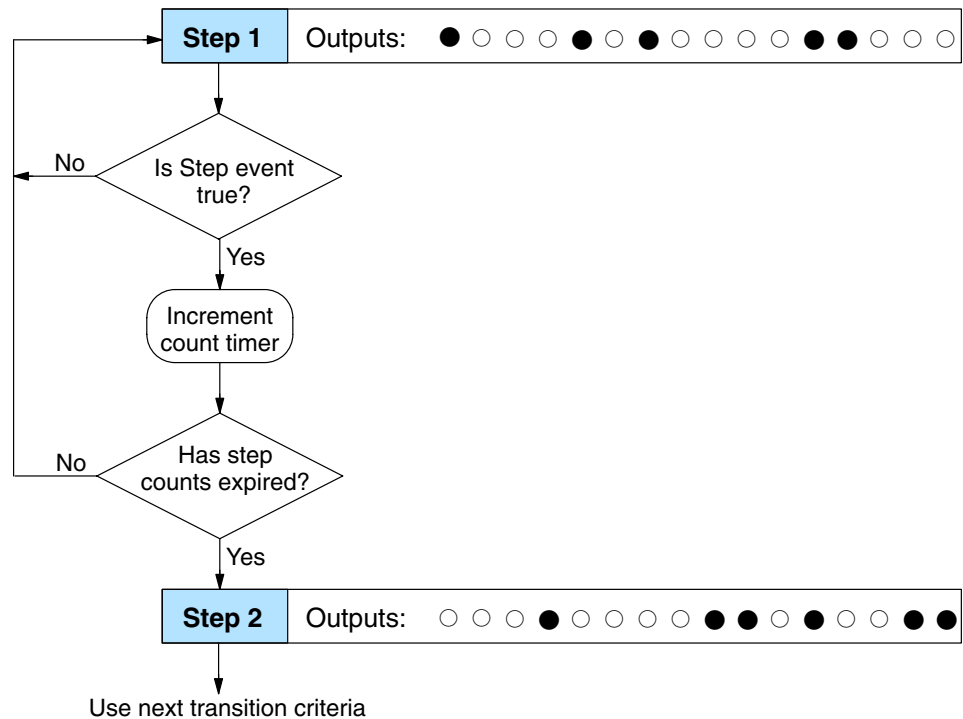 Step 1
Outputs:
No
Is Step event
true?
Yes
Increment
count timer
No
Has step
counts expired?
Yes
Step 2
Outputs:
Use next transition criteria